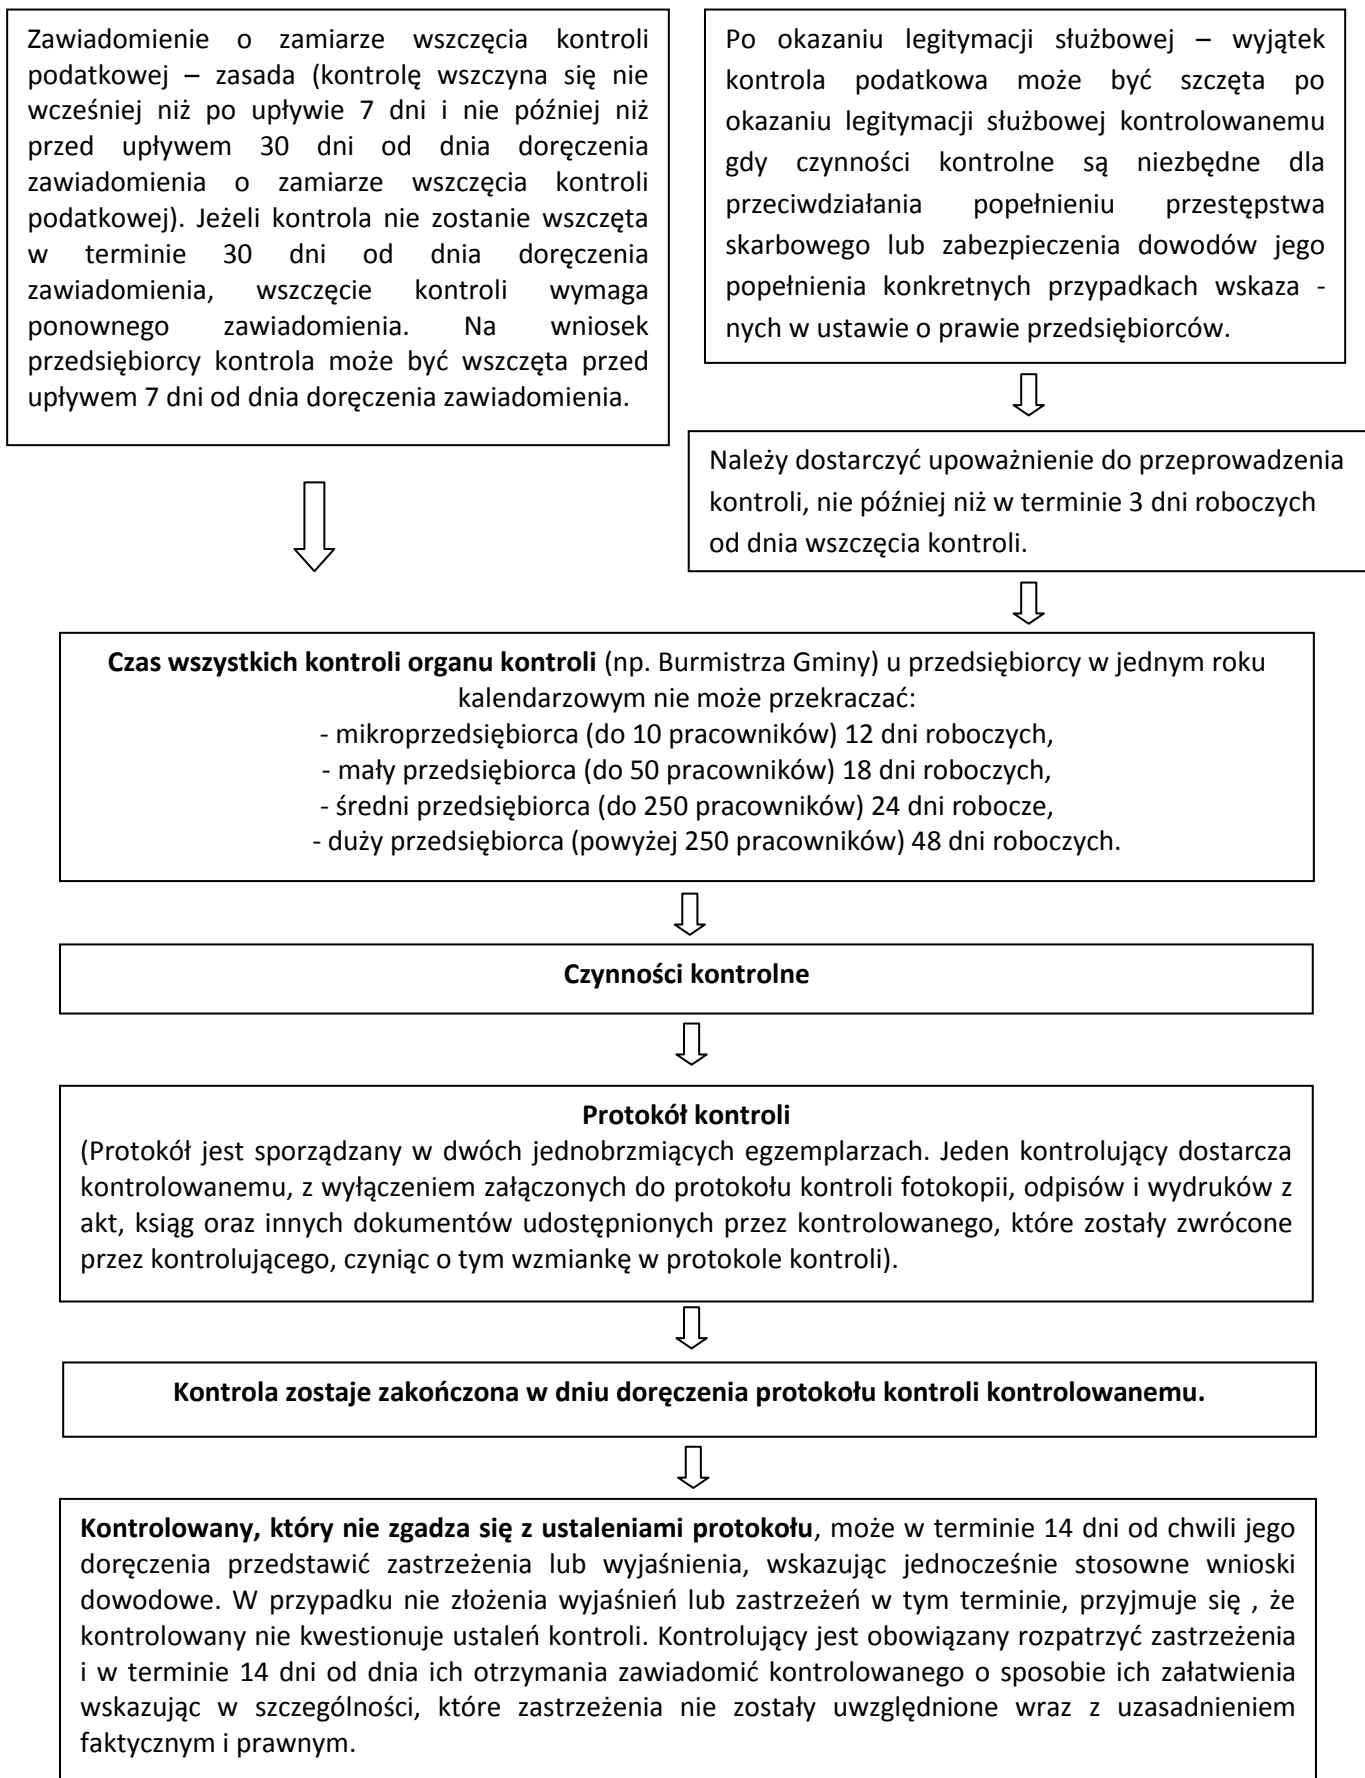 Zawiadomienie o zamiarze wszczęcia kontroli
podatkowej – zasada (kontrolę wszczyna się nie
wcześniej niż po upływie 7 dni i nie później niż
przed upływem 30 dni od dnia doręczenia
zawiadomienia o zamiarze wszczęcia kontroli
podatkowej). Jeżeli kontrola nie zostanie wszczęta
w terminie 30 dni od dnia doręczenia
zawiadomienia, wszczęcie kontroli wymaga
ponownego zawiadomienia. Na wniosek
przedsiębiorcy kontrola może być wszczęta przed
upływem 7 dni od dnia doręczenia zawiadomienia.
Po okazaniu legitymacji służbowej – wyjątek
kontrola podatkowa może być szczęta po
okazaniu legitymacji służbowej kontrolowanemu
gdy czynności kontrolne są niezbędne dla
przeciwdziałania popełnieniu przestępstwa
skarbowego lub zabezpieczenia dowodów jego
popełnienia konkretnych przypadkach wskaza -
nych w ustawie o prawie przedsiębiorców.
Należy dostarczyć upoważnienie do przeprowadzenia
kontroli, nie później niż w terminie 3 dni roboczych
od dnia wszczęcia kontroli.
Czas wszystkich kontroli organu kontroli (np. Burmistrza Gminy) u przedsiębiorcy w jednym roku
kalendarzowym nie może przekraczać:
- mikroprzedsiębiorca (do 10 pracowników) 12 dni roboczych,
- mały przedsiębiorca (do 50 pracowników) 18 dni roboczych,
- średni przedsiębiorca (do 250 pracowników) 24 dni robocze,
- duży przedsiębiorca (powyżej 250 pracowników) 48 dni roboczych.
Czynności kontrolne
Protokół kontroli
(Protokół jest sporządzany w dwóch jednobrzmiących egzemplarzach. Jeden kontrolujący dostarcza
kontrolowanemu, z wyłączeniem załączonych do protokołu kontroli fotokopii, odpisów i wydruków z
akt, ksiąg oraz innych dokumentów udostępnionych przez kontrolowanego, które zostały zwrócone
przez kontrolującego, czyniąc o tym wzmiankę w protokole kontroli).
Kontrola zostaje zakończona w dniu doręczenia protokołu kontroli kontrolowanemu.
Kontrolowany, który nie zgadza się z ustaleniami protokołu, może w terminie 14 dni od chwili jego
doręczenia przedstawić zastrzeżenia lub wyjaśnienia, wskazując jednocześnie stosowne wnioski
dowodowe. W przypadku nie złożenia wyjaśnień lub zastrzeżeń w tym terminie, przyjmuje się , że
kontrolowany nie kwestionuje ustaleń kontroli. Kontrolujący jest obowiązany rozpatrzyć zastrzeżenia
i w terminie 14 dni od dnia ich otrzymania zawiadomić kontrolowanego o sposobie ich załatwienia
wskazując w szczególności, które zastrzeżenia nie zostały uwzględnione wraz z uzasadnieniem
faktycznym i prawnym.